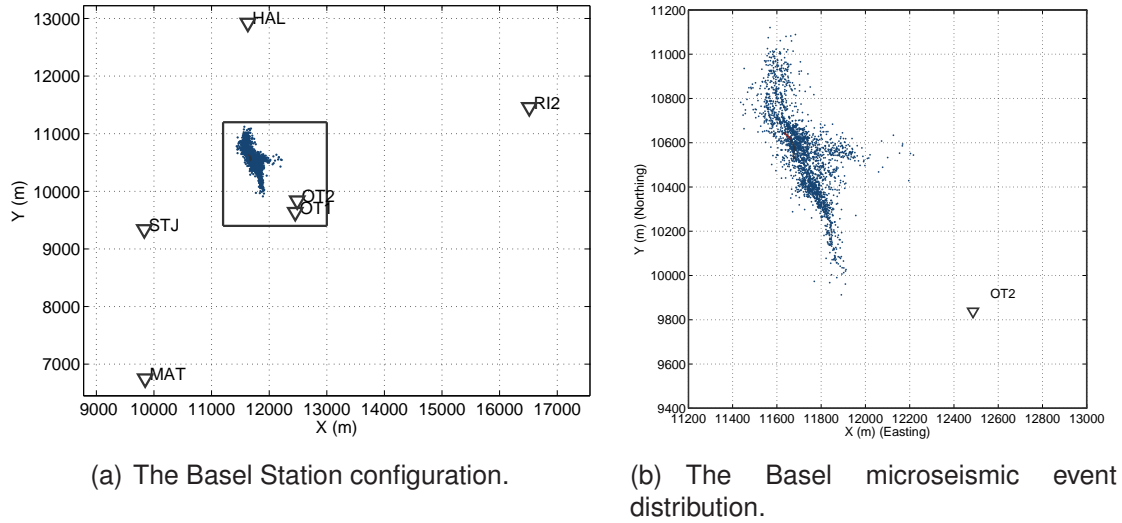 13000
12000
11000
10000
9000
8000
7000
Y (m)
HAL
RI2
OT2
OT1
STJ
MAT
9000 10000 11000 12000 13000 14000 15000 16000 17000
X (m)
(a) The Basel Station configuration.
11200
11000
10800
10600
10400
10200
10000
9800
9600
9400
Y (m) (Northing)
OT2
11200 11400 11600 11800 12000 12200 12400 12600 12800 13000
X (m) (Easting)
(b) The Basel microseismic event
distribution.